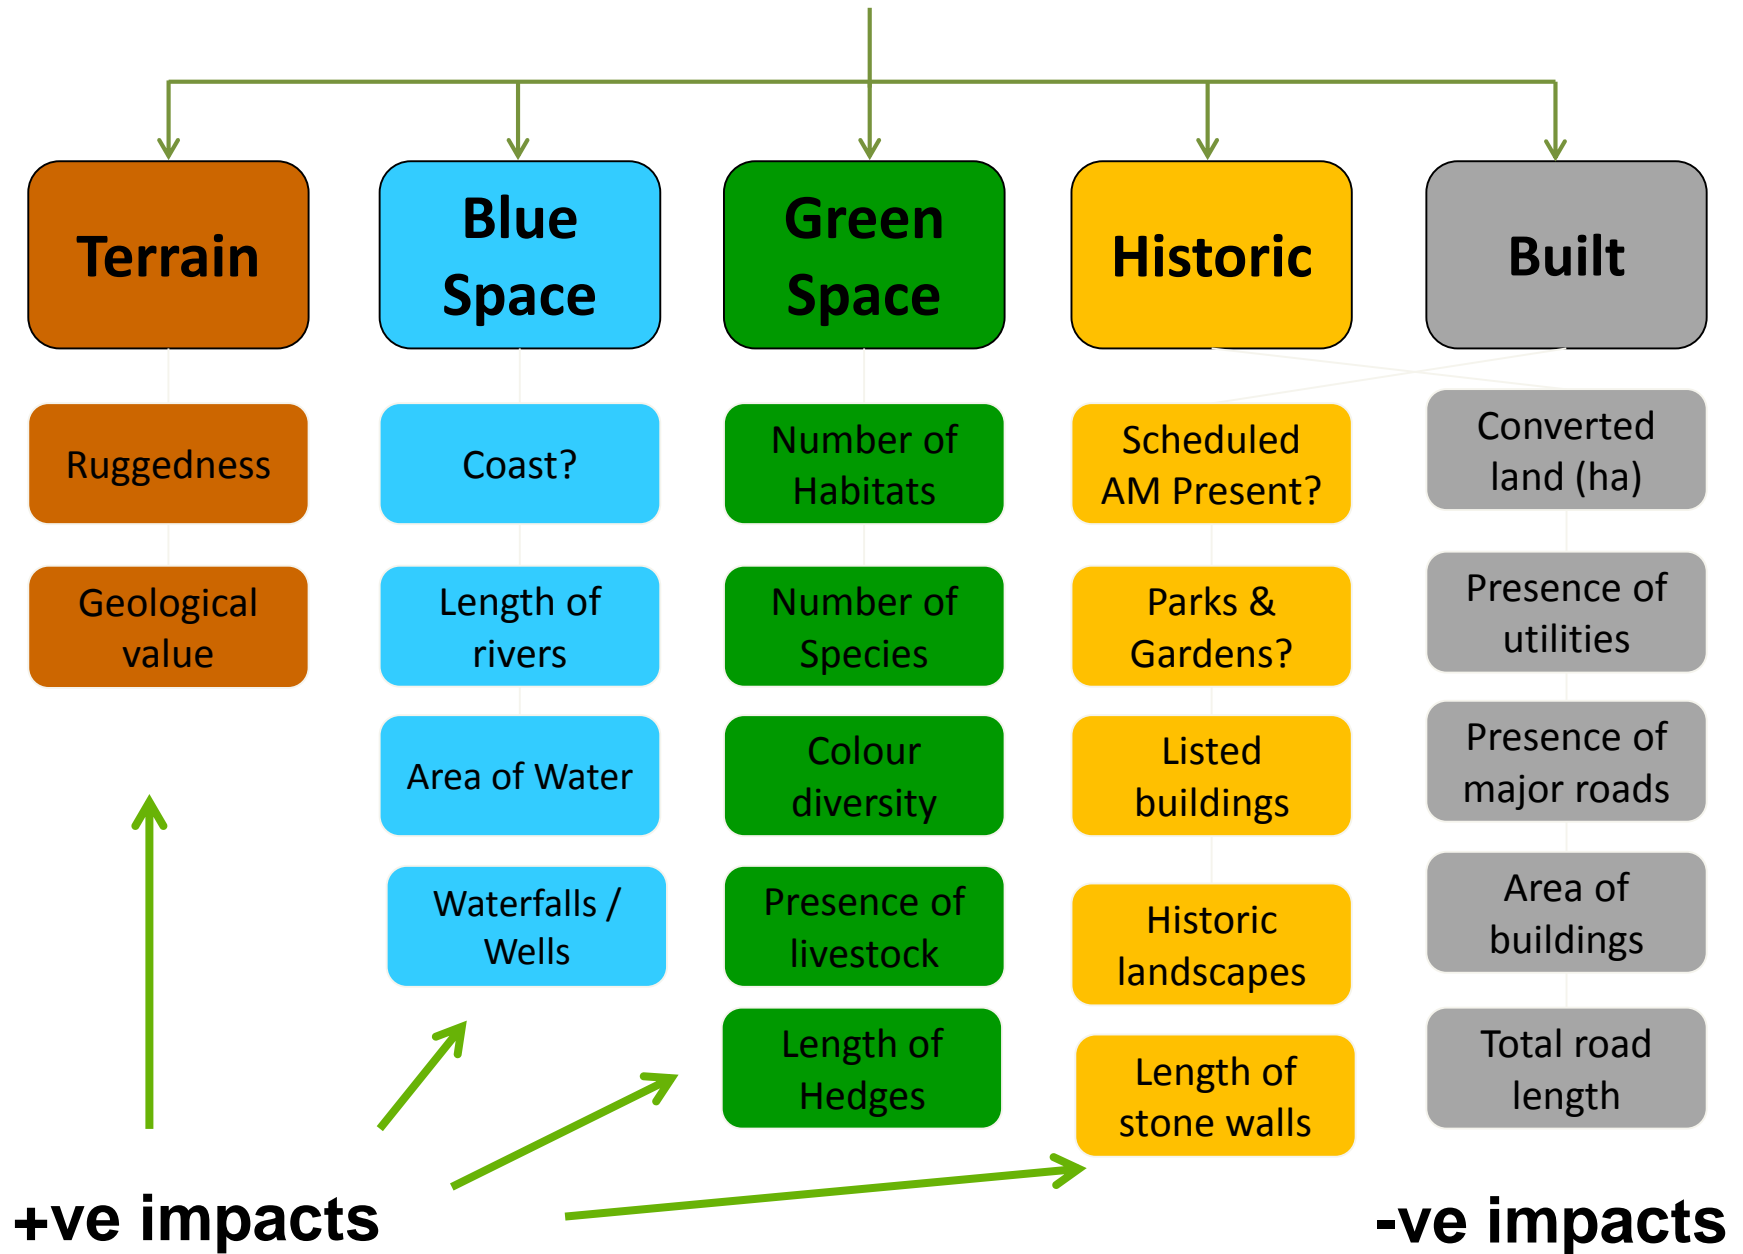 Terrain
Blue
Space
Green
Space
Historic
Built
Ruggedness
Geological
value
Coast?
Length of
rivers
Area of Water
Waterfalls /
Wells
Number of
Habitats
Number of
Species
Colour
diversity
Presence of
livestock
Length of
Hedges
Scheduled
AM Present?
Parks &
Gardens?
Listed
buildings
Historic
landscapes
Length of
stone walls
Converted
land (ha)
Presence of
utilities
Presence of
major roads
Area of
buildings
Total road
length
+ve impacts
-ve impacts